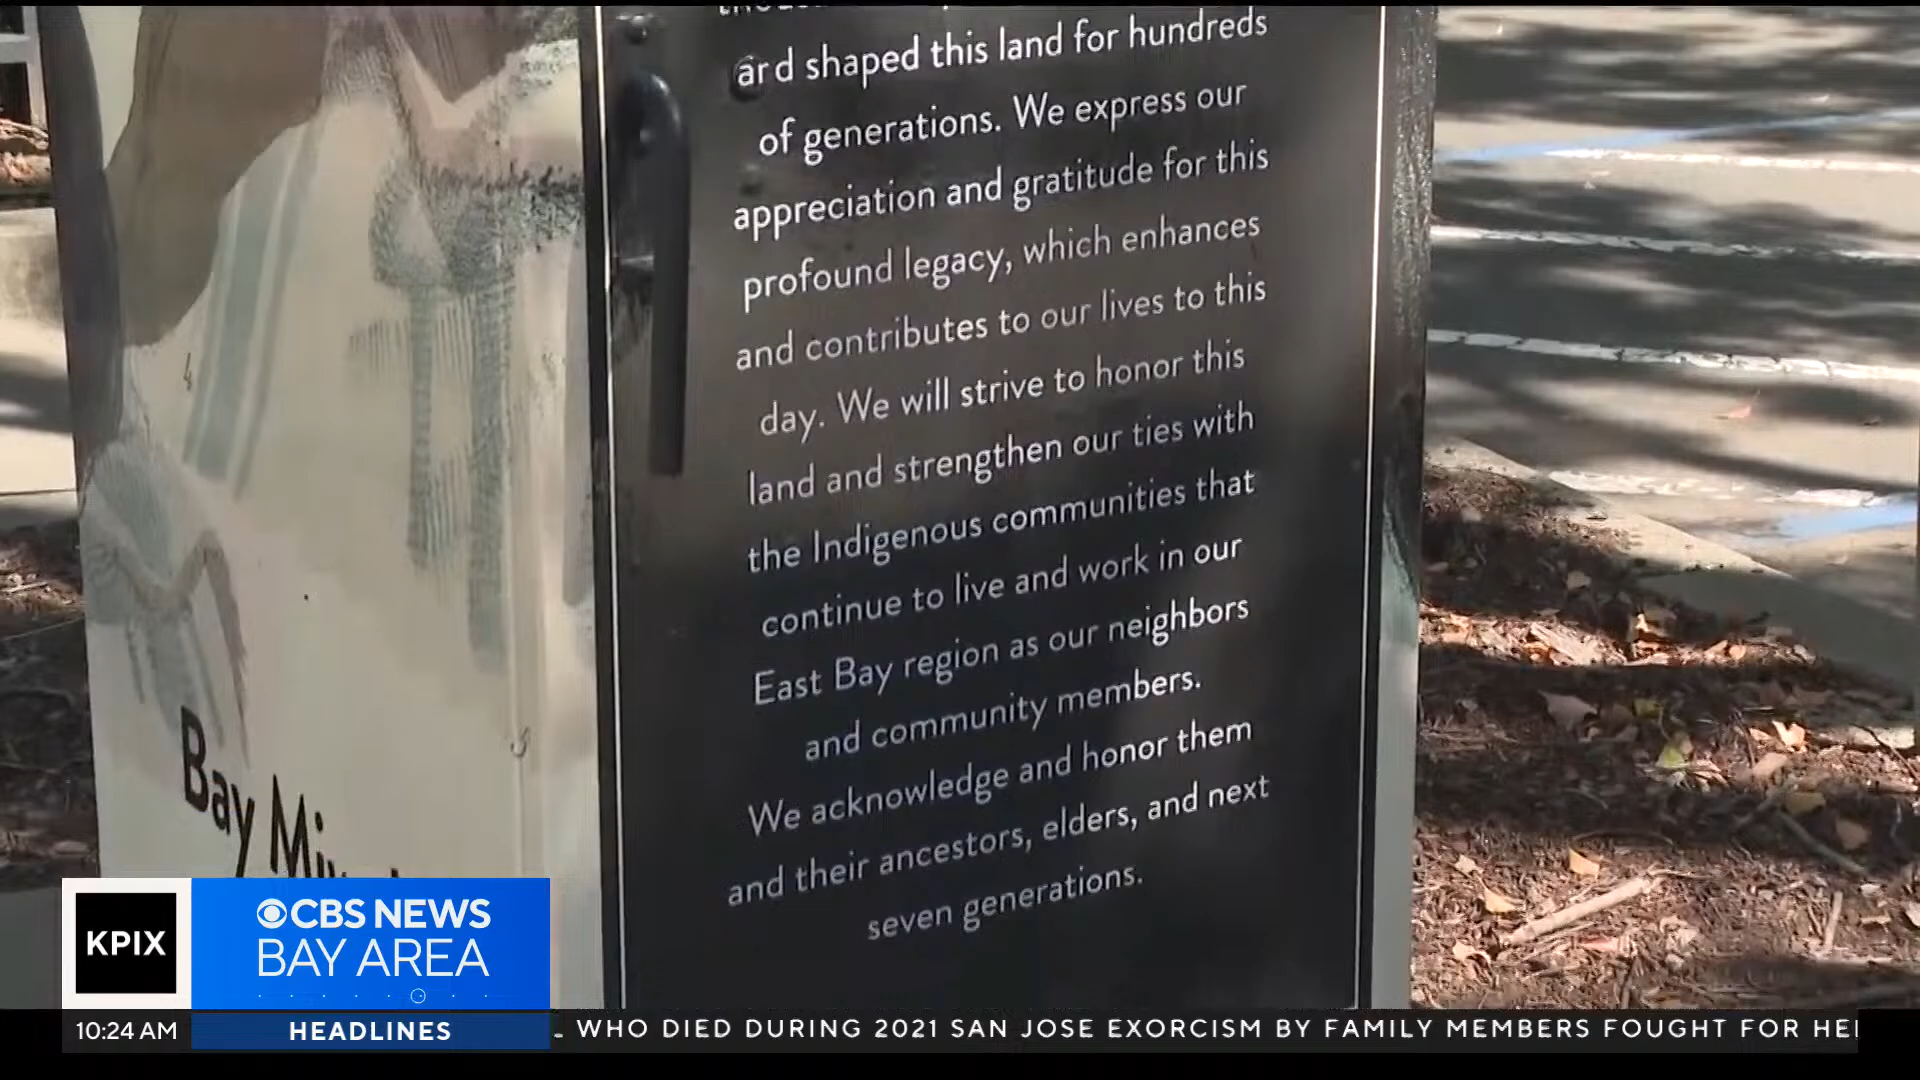 and shaped this land for hundreds
of generations. We express our
appreciation and gratitude for this
profound legacy, which enhances
and contributes to our lives to this
day. We will strive to honor this
land and strengthen our ties with
the Indigenous communities that
continue to live and work in our
East Bay region as our neighbors
and community members.
We acknowledge and honor them
and their ancestors, elders, and next
seven generations.
Bay
KPIX
CBS NEWS
BAY AREA
10:24 AM
HEADLINES
WHO DIED DURING 2021 SAN JOSE EXORCISM BY FAMILY MEMBERS FOUGHT FOR